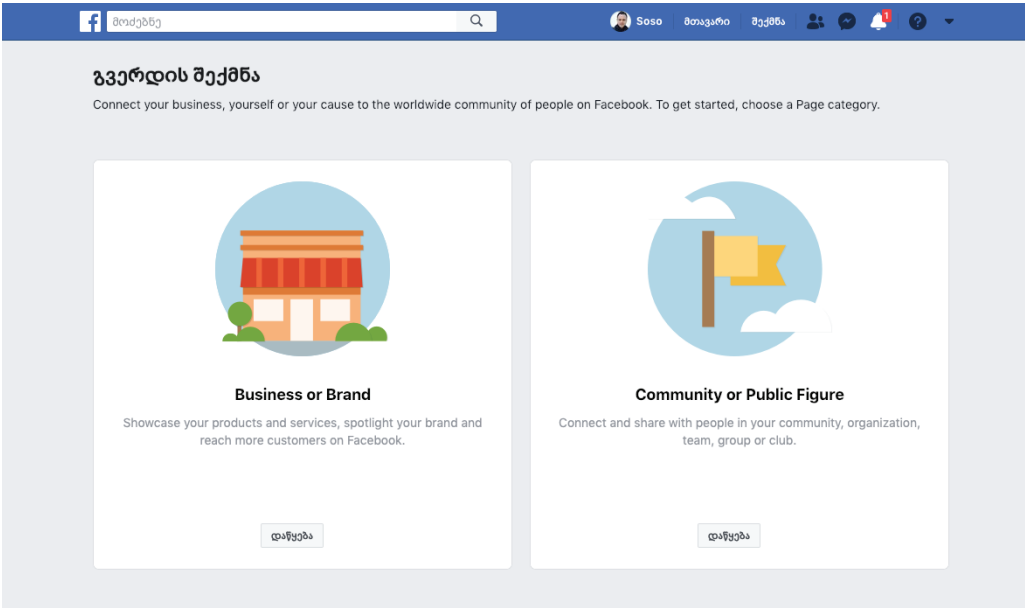 მოძებნე
Soso მთავარი შექმნა 1
გვერდის შექმნა
Connect your business, yourself or your cause to the worldwide community of people on Facebook. To get started, choose a Page category.
Business or Brand
Showcase your products and services, spotlight your brand and
reach more customers on Facebook.
დაწყება
Community or Public Figure
Connect and share with people in your community, organization,
team, group or club.
დაწყება